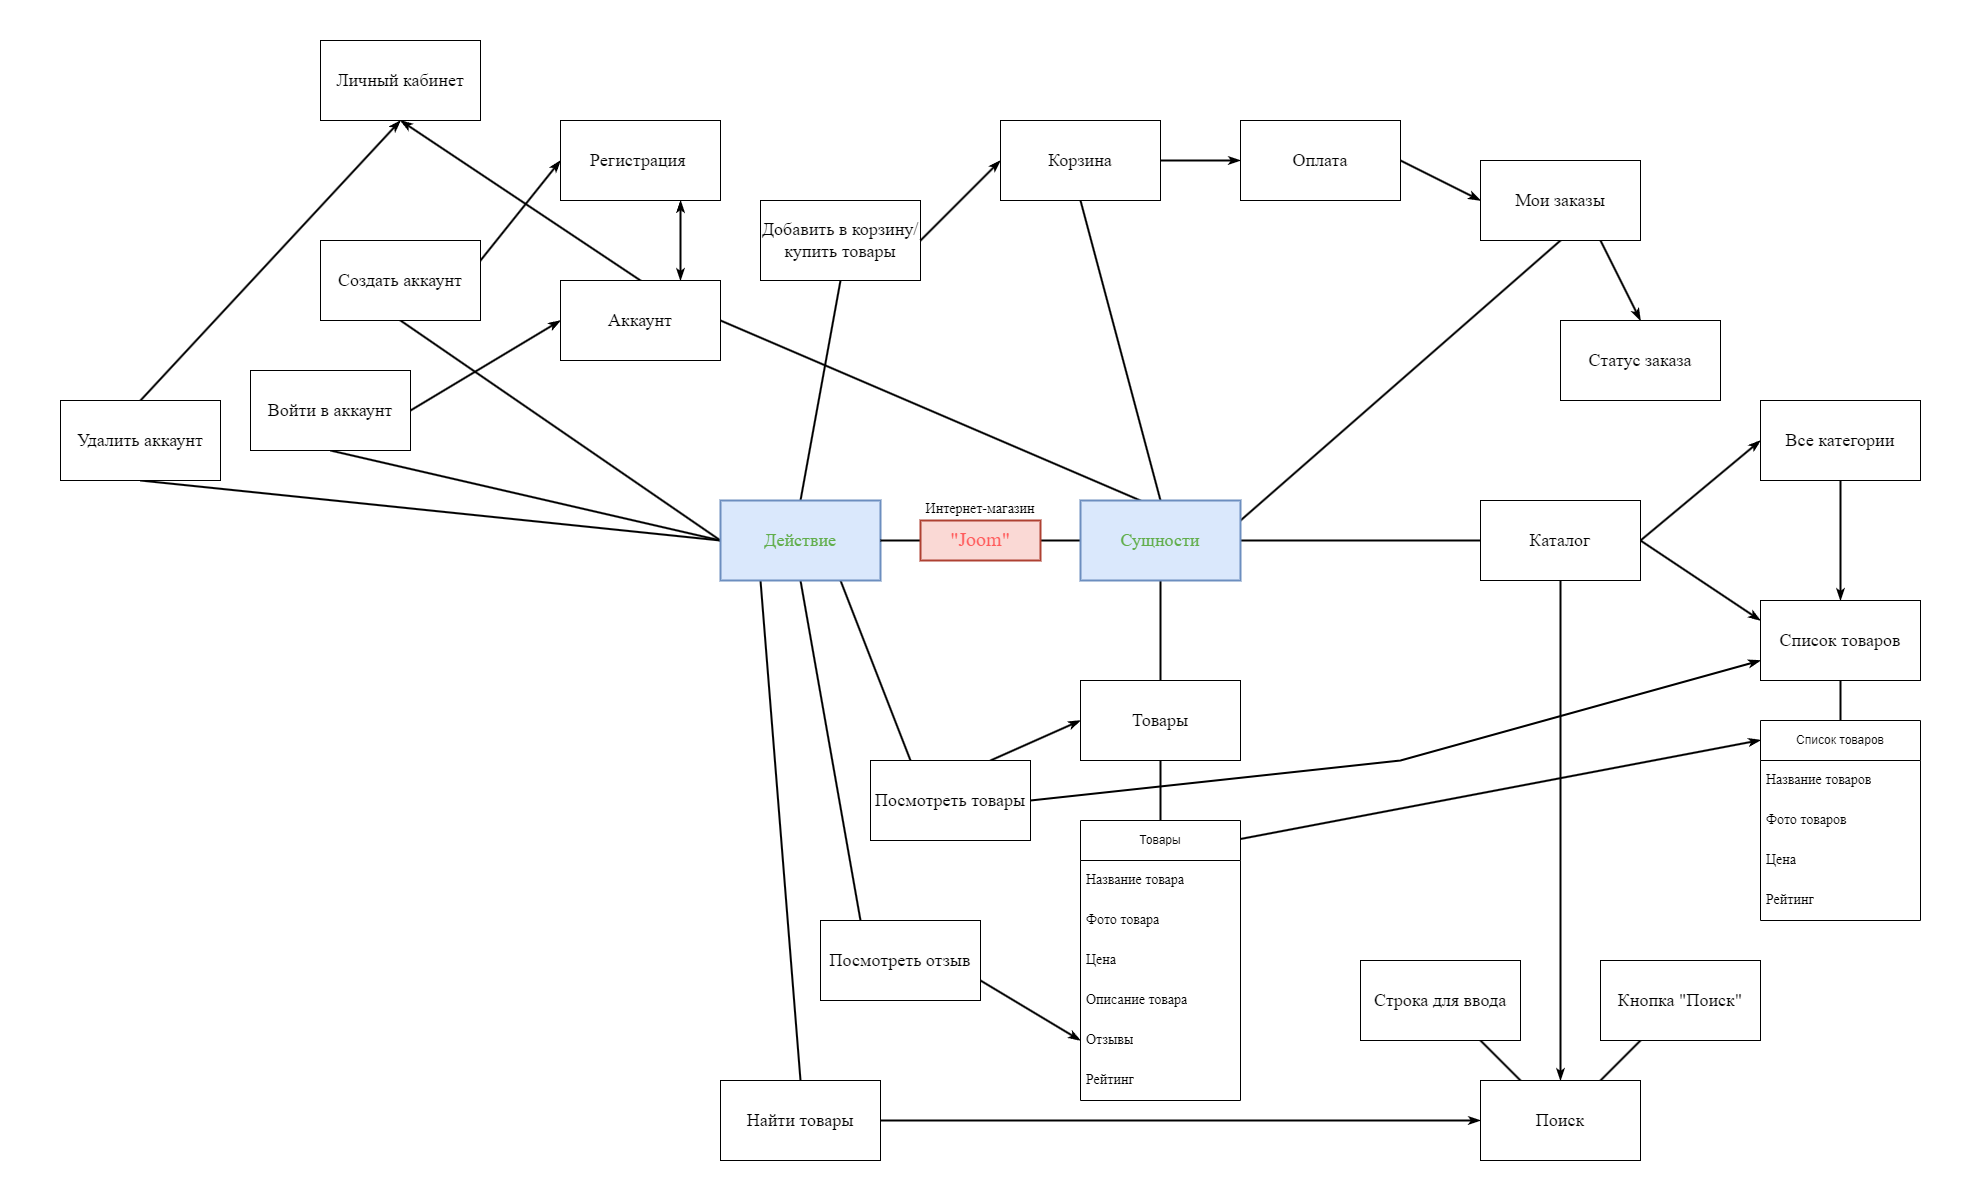 Личный кабинет
Регистрация
Корзина
Оплата
Мои заказы
Добавить в корзину/
купить товары
Создать аккаунт
Аккаунт
Статус заказа
Войти в аккаунт
Удалить аккаунт
Все категории
Интернет-магазин
Действие
"Joom"
Сущности
Каталог
Список товаров
Товары
Список товаров
Название товаров
Фото товаров
Цена
Рейтинг
Посмотреть товары
Товары
Название товара
Фото товара
Цена
Описание товара
Отзывы
Рейтинг
Посмотреть отзыв
Строка для ввода
Кнопка "Поиск"
Найти товары
Поиск